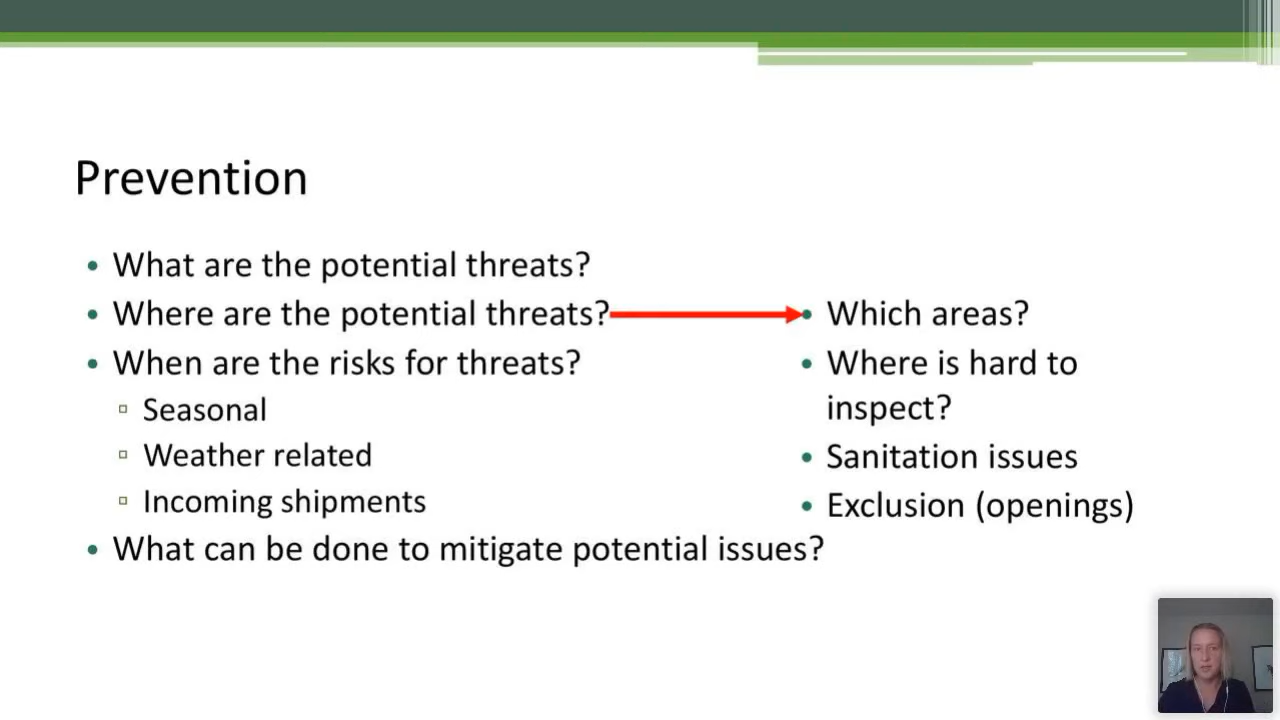 Prevention
• What are the potential threats?
• Where are the potential threats?
• When are the risks for threats?
▫ Seasonal
▫ Weather related
▫ Incoming shipments
• What can be done to mitigate potential issues?
• Which areas?
• Where is hard to
inspect?
• Sanitation issues
• Exclusion (openings)